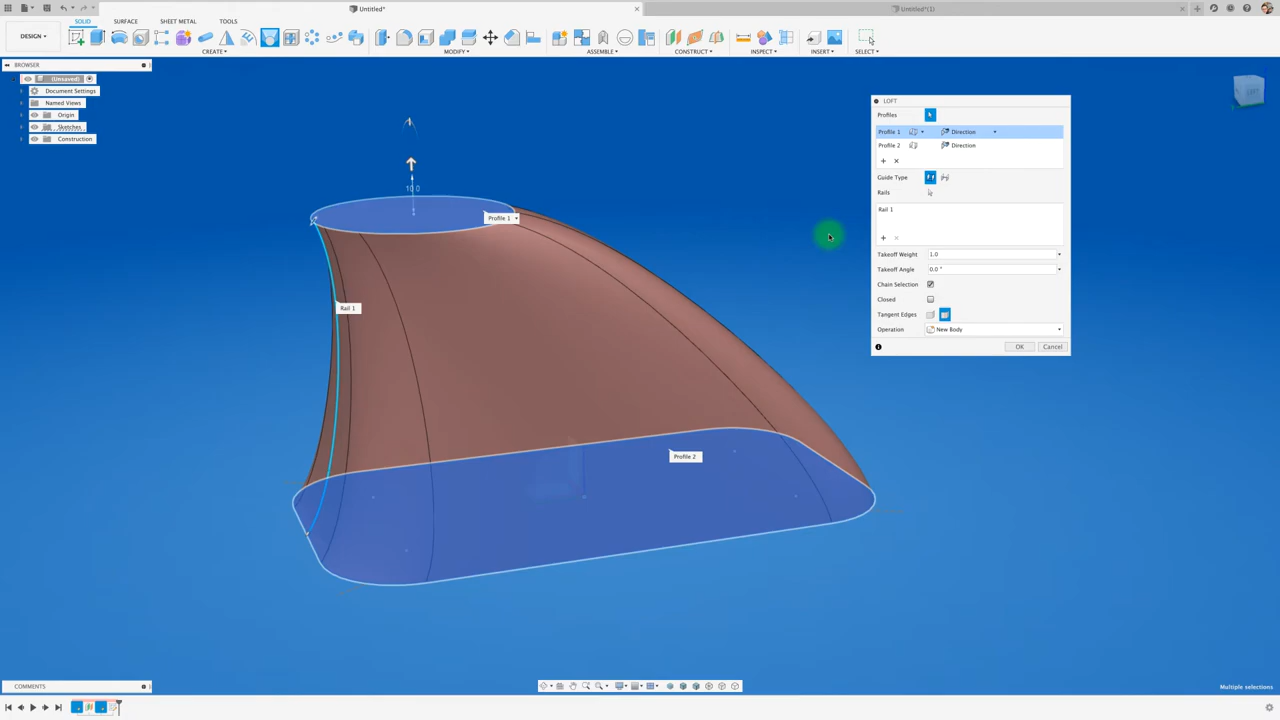 Untitled*
Untitled*(1)
SOLID SURFACE SHEET METAL TOOLS
DESIGN ▾
CREATE ▾ MODIFY ▾ ASSEMBLE ▾ CONSTRUCT ▾ INSPECT ▾ INSERT ▾ SELECT ▾
BROWSER
(Unsaved)
Document Settings
Named Views
Origin
Sketches
Construction
10.0
Profile 1
Rail 1
Profile 2
LOFT
Profiles
Profile 1 Direction
Profile 2 Direction
Guide Type
Rails
Rail 1
Takeoff Weight 1.0
Takeoff Angle 0.0 °
Chain Selection
Closed
Tangent Edges
Operation New Body
OK Cancel
LEFT
COMMENTS
Multiple selections